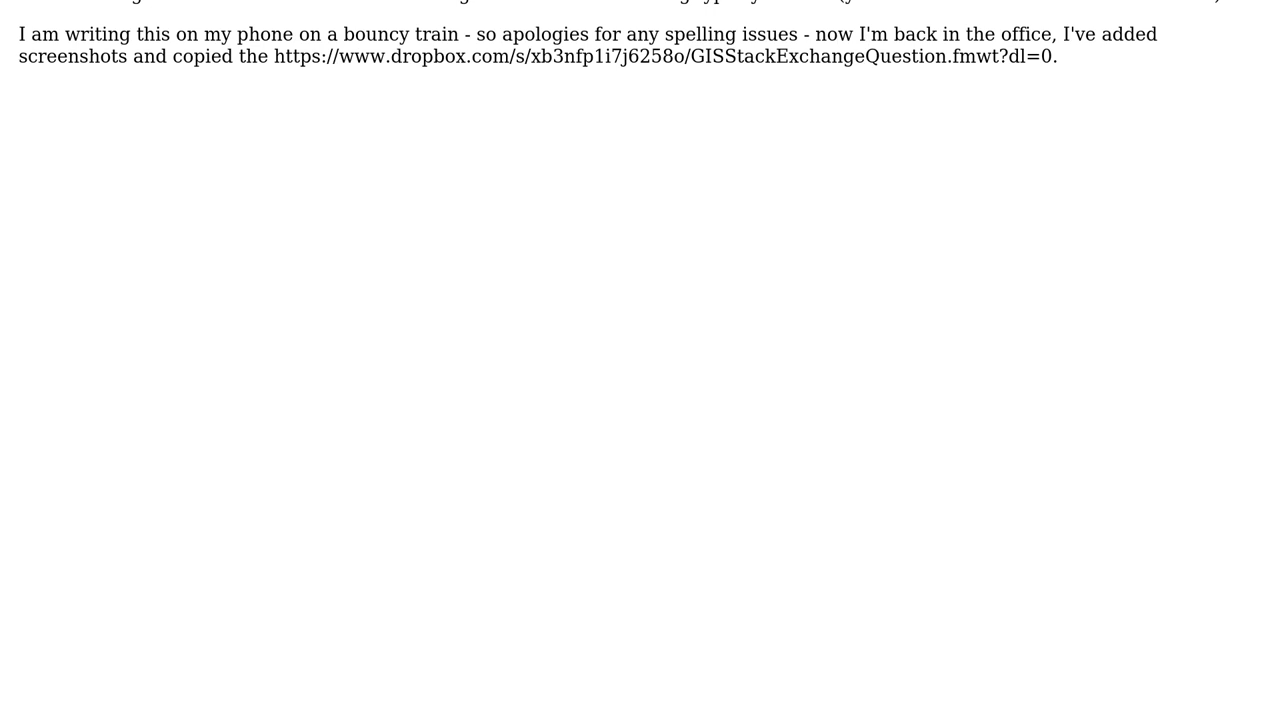 I am writing this on my phone on a bouncy train - so apologies for any spelling issues - now I'm back in the office, I've added
screenshots and copied the https://www.dropbox.com/s/xb3nfp1i7j6258o/GISStackExchangeQuestion.fmwt?dl=0.